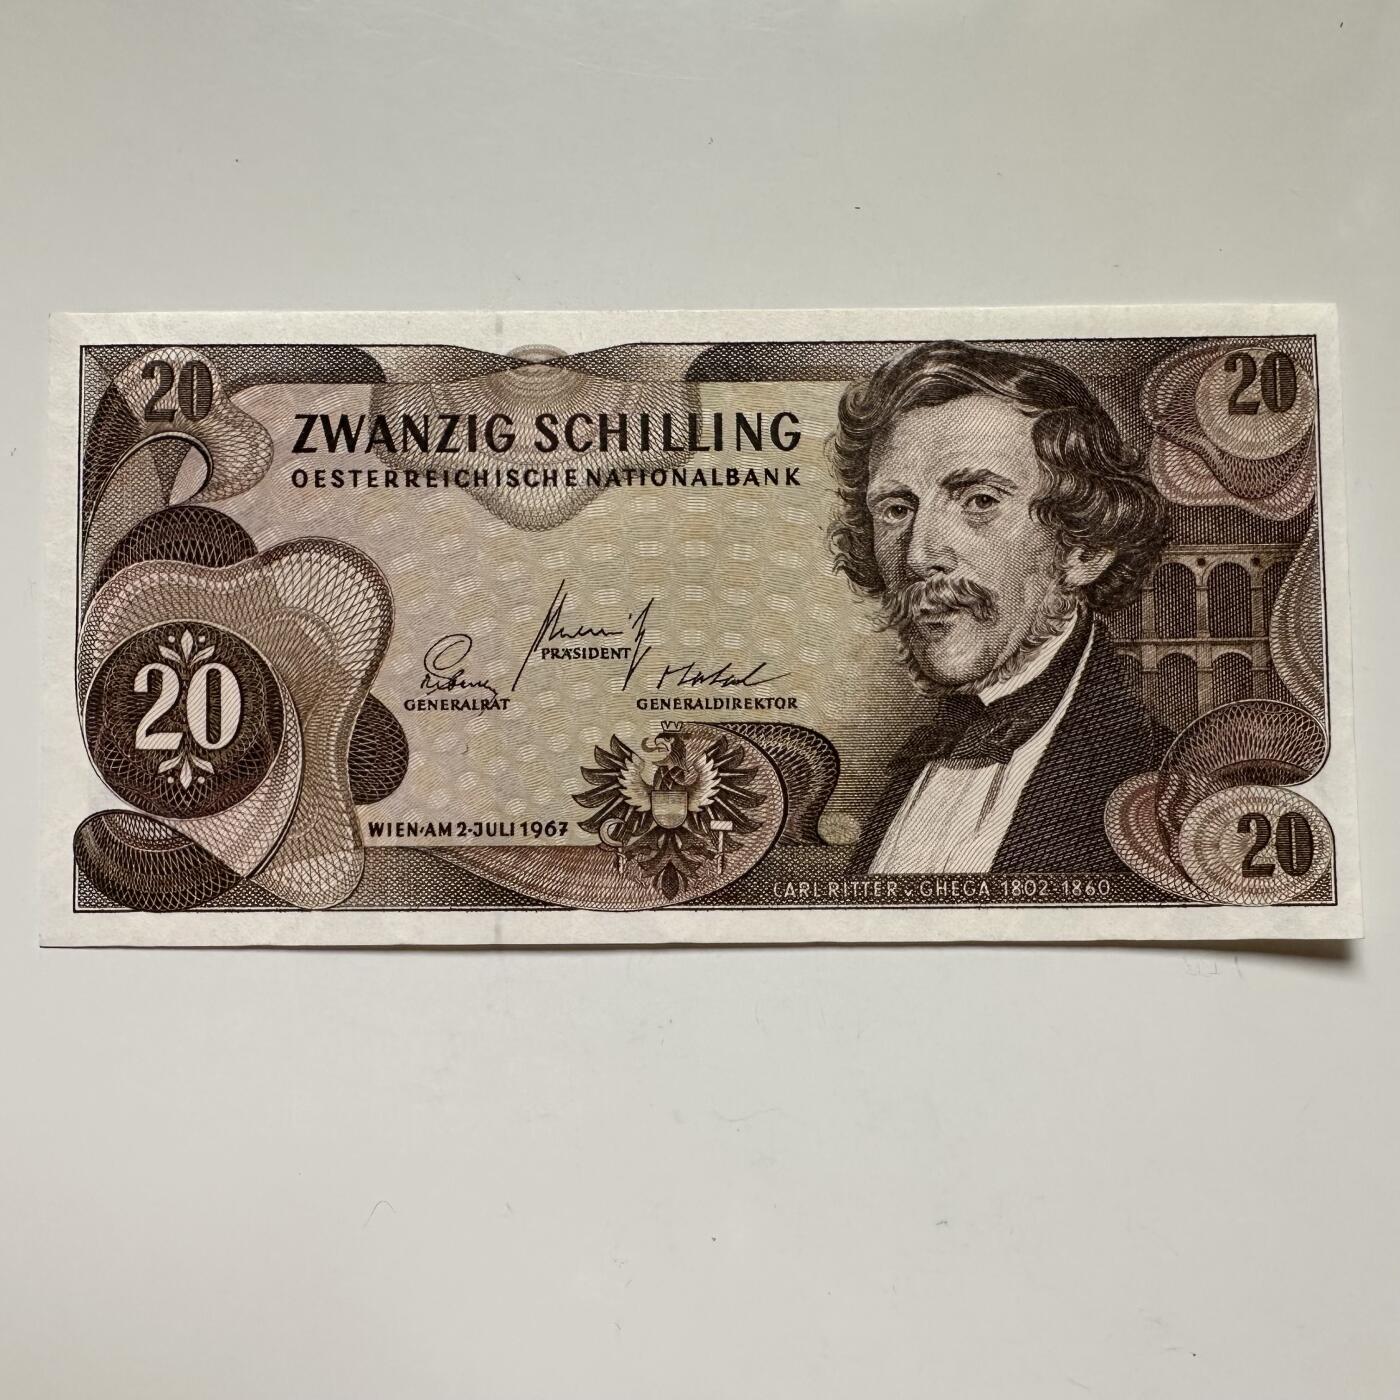 20
20
ZWANZIG SCHILLING
OESTERREICHISCHE NATIONALBANK
PRÄSIDENT
GENERALRAT
GENERALDIREKTOR
20
WIEN·AM 2·JULI 1967
20
CARL RITTER v. GHEGA 1802-1860